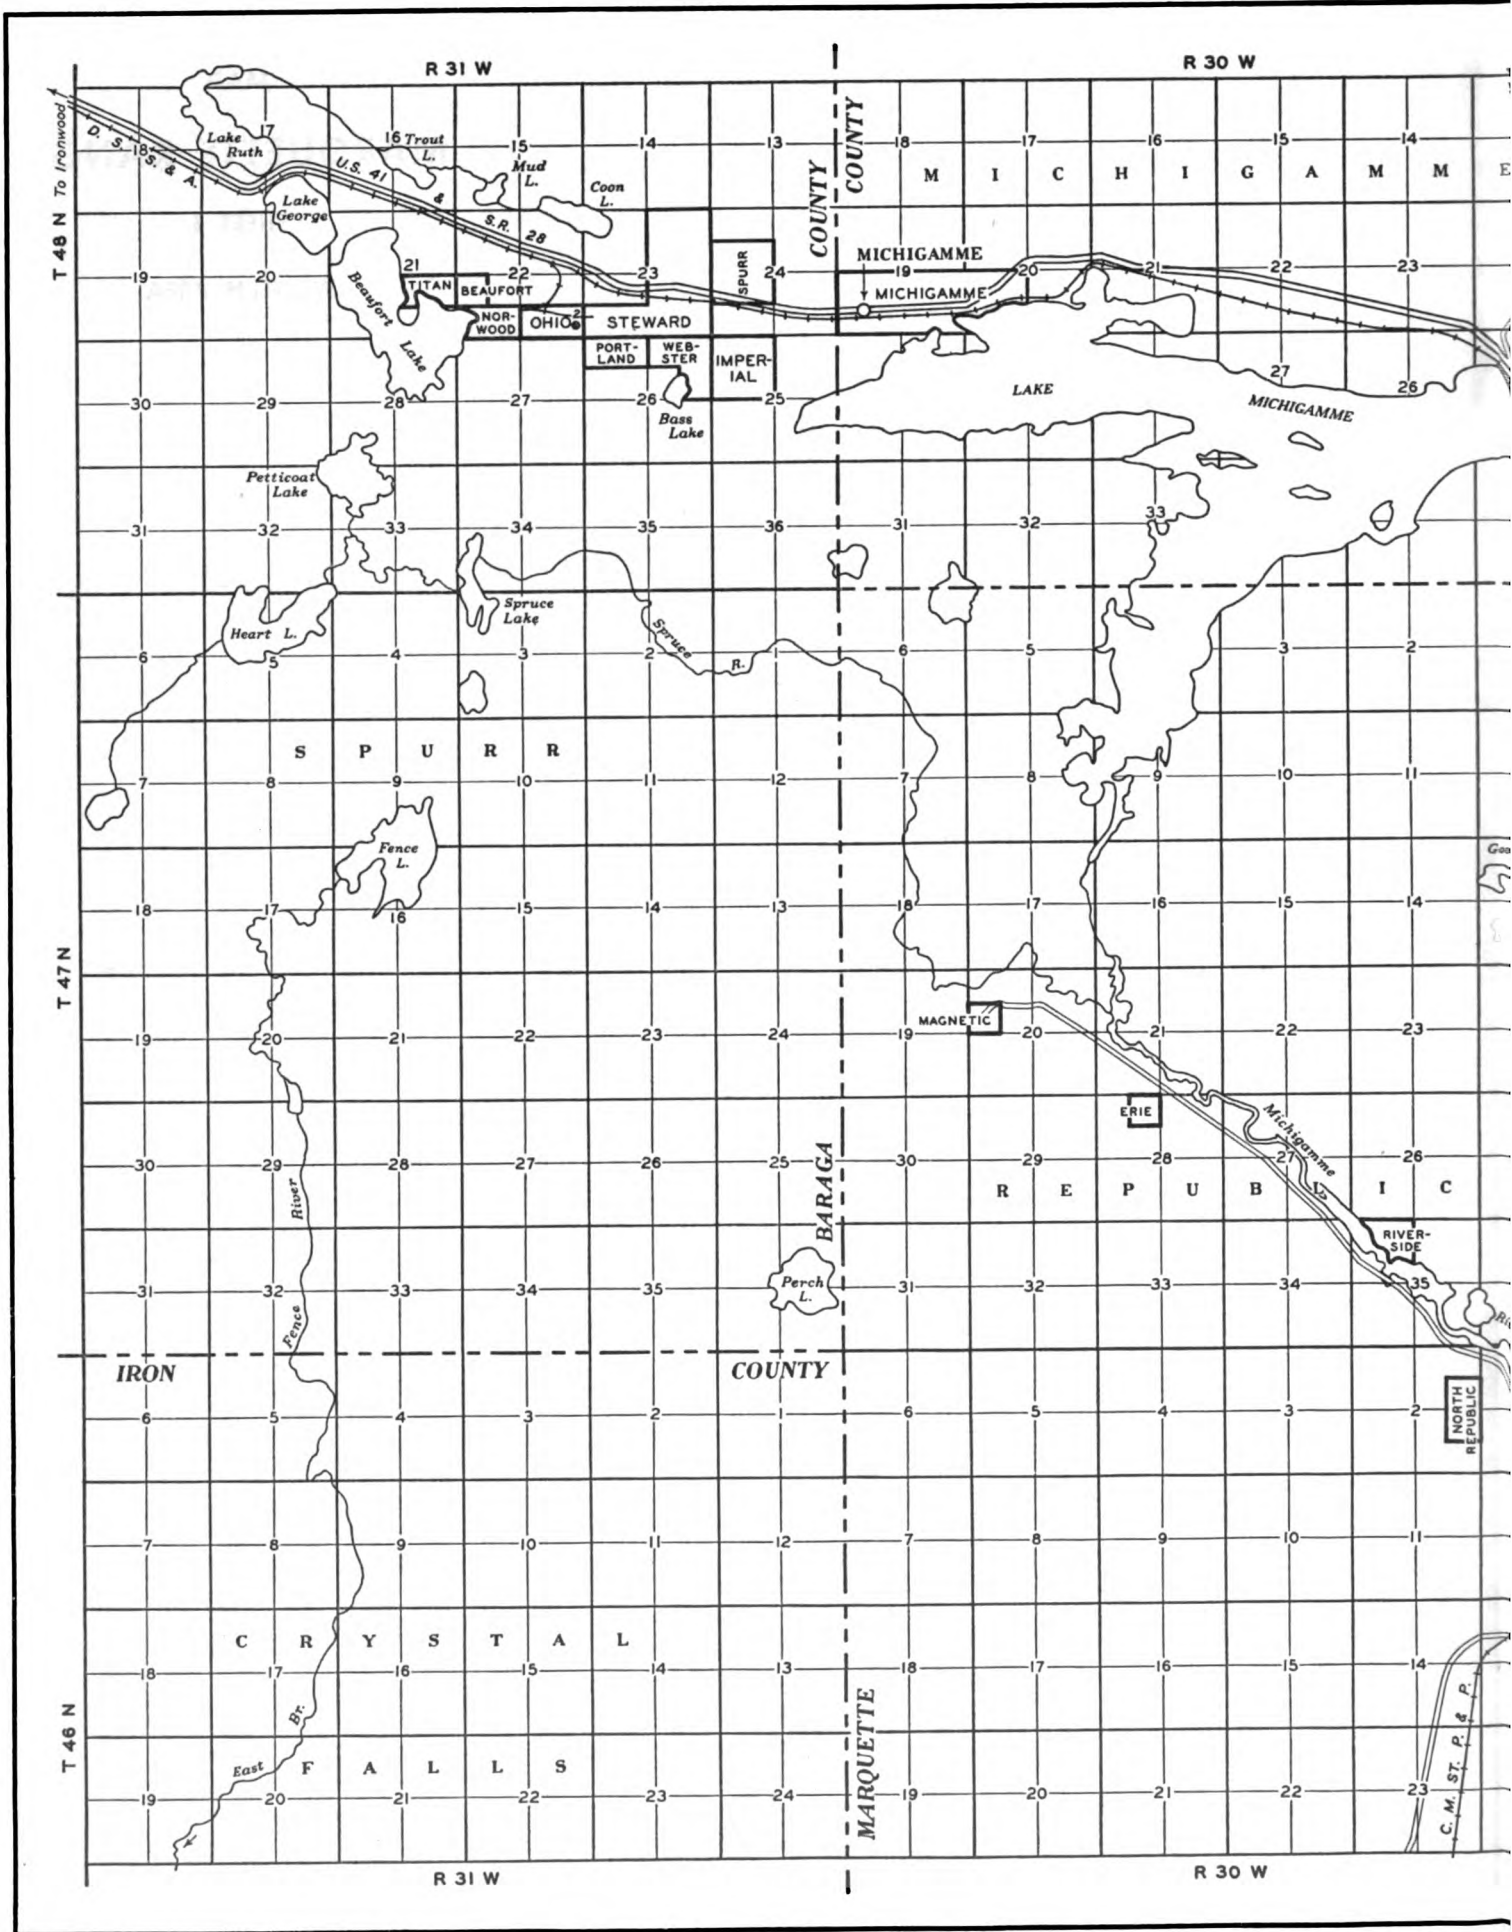 R 31 W
R 30 W
To Ironwood
D. S. S. & A.
18
Lake
Ruth
17
16
Trout
L.
15
Mud
L.
14
13
18
17
16
15
14
U.S. 41
&
S.R. 28
Coon
L.
COUNTY
COUNTY
M I C H I G A M M E
T 48 N
Lake
George
19
20
Beaufort
Lake
21
TITAN
22
BEAUFORT
23
SPURR
24
MICHIGAMME
19
MICHIGAMME
20
21
22
23
NOR-
WOOD
OHIO
2
STEWARD
PORT-
LAND
WEB-
STER
IMPER-
IAL
30
29
28
27
26
25
Bass
Lake
LAKE
MICHIGAMME
27
26
Petticoat
Lake
31
32
33
34
35
36
31
32
33
Heart L.
Spruce
Lake
Spruce
R.
6
5
4
3
2
1
6
5
3
2
S P U R R
7
8
9
10
11
12
7
8
9
10
11
Fence
L.
Goo
18
17
16
15
14
13
18
17
16
15
14
T 47 N
MAGNETIC
19
20
21
22
23
24
19
20
21
22
23
ERIE
Michigamme
30
29
28
27
26
25
30
29
28
27
26
River
BARAGA
R E P U B L I C
RIVER-
SIDE
Perch
L.
31
32
33
34
35
31
32
33
34
35
Fence
IRON
COUNTY
6
5
4
3
2
1
6
5
4
3
2
NORTH
REPUBLIC
7
8
9
10
11
12
7
8
9
10
11
C R Y S T A L
18
17
16
15
14
13
18
17
16
15
14
T 46 N
Br.
MARQUETTE
C. M. ST. P. & P.
East
F A L L S
19
20
21
22
23
24
19
20
21
22
23
R 31 W
R 30 W